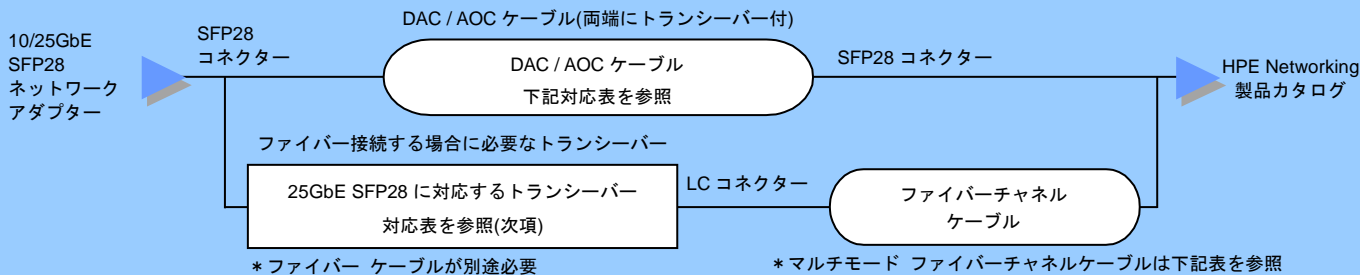 DAC / AOC ケーブル(両端にトランシーバー付)
10/25GbE
SFP28
ネットワーク
アダプター
SFP28
コネクター
DAC / AOC ケーブル
下記対応表を参照
SFP28 コネクター
HPE Networking
製品カタログ
ファイバー接続する場合に必要なトランシーバー
25GbE SFP28 に対応するトランシーバー
対応表を参照(次項)
LC コネクター
ファイバーチャネル
ケーブル
*ファイバー ケーブルが別途必要
*マルチモード ファイバーチャネルケーブルは下記表を参照